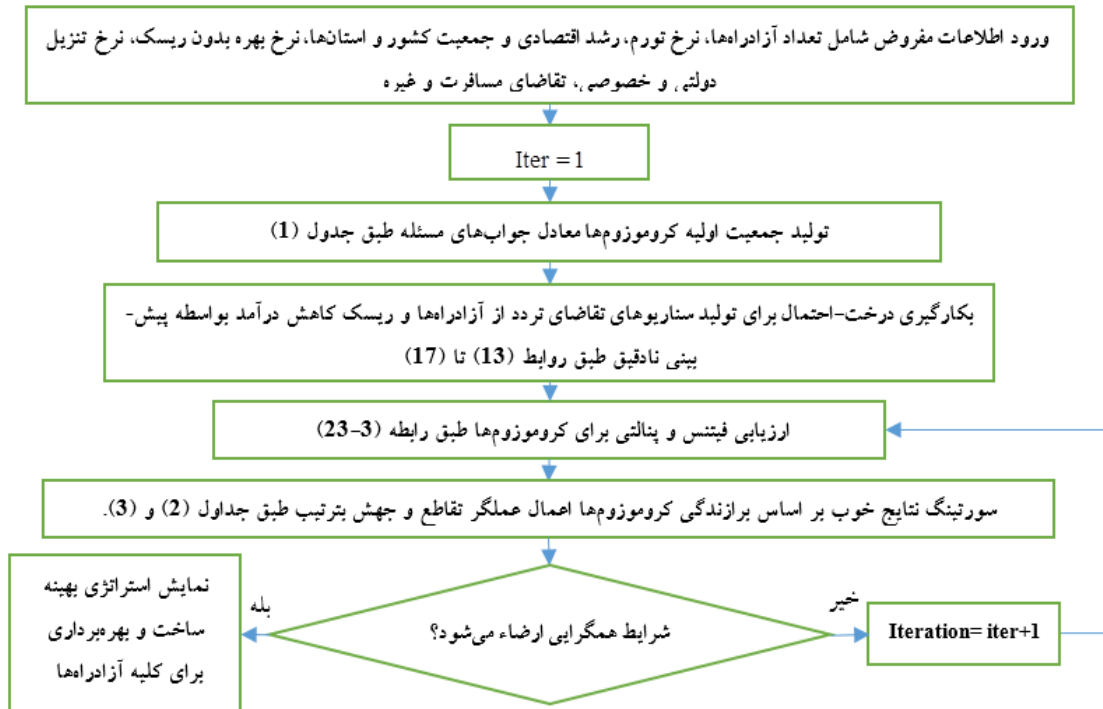 ورود اطلاعات مفروض شامل تعداد آزادراه‌ها، نرخ تورم، رشد اقتصادی و جمعیت کشور و استان‌ها، نرخ بهره بدون ریسک، نرخ تنزیل
دولتی و خصوصی، تقاضای مسافرت و غیره
Iter = 1
تولید جمعیت اولیه کروموزوم‌ها معادل جواب‌های مسئله طبق جدول (1)
بکارگیری درخت-احتمال برای تولید سناریوهای تقاضای تردد از آزادراه‌ها و ریسک کاهش درآمد بواسطه پیش-
بینی نادقیق طبق روابط (13) تا (17)
ارزیابی فیتنس و پنالتی برای کروموزوم‌ها طبق رابطه (3-23)
سورتینگ نتایج خوب بر اساس برازندگی کروموزوم‌ها اعمال عملگر تقاطع و جهش بترتیب طبق جداول (2) و (3).
شرایط همگرایی ارضاء می‌شود؟
خیر
Iteration= iter+1
بله
نمایش استراتژی بهینه
ساخت و بهره‌برداری
برای کلیه آزادراه‌ها